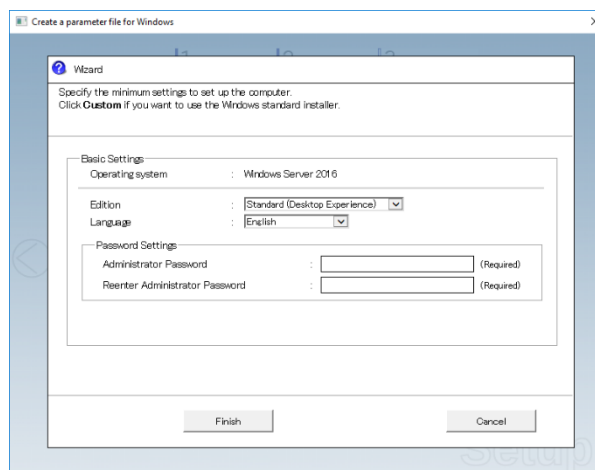 Create a parameter file for Windows
Wizard
Specify the minimum settings to set up the computer.
Click Custom if you want to use the Windows standard installer.
Basic Settings
Operating system : Windows Server 2016
Edition : Standard (Desktop Experience)
Language : English
Password Settings
Administrator Password : (Required)
Reenter Administrator Password : (Required)
Finish Cancel
Setup